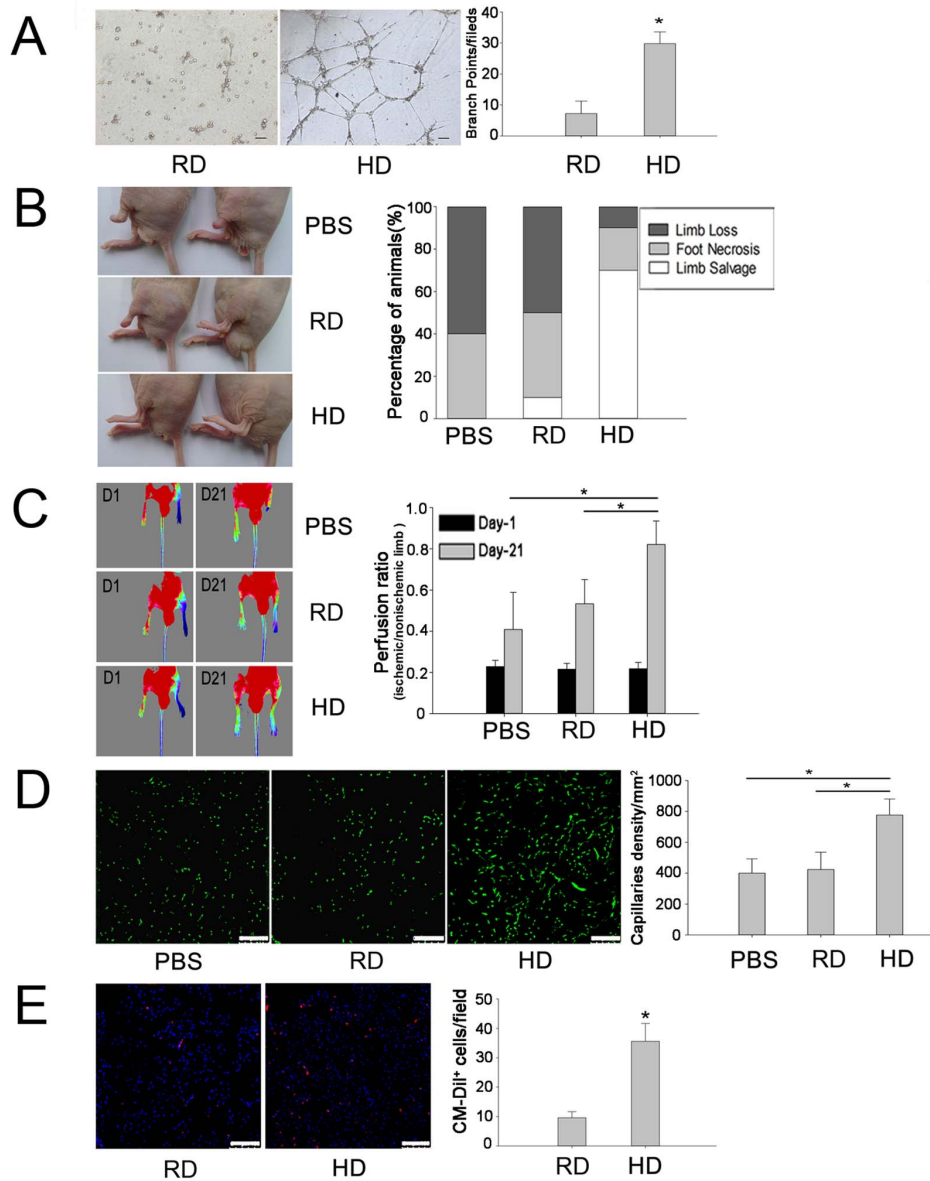 A
RD
HD
Branch Points/fileds
40
30
20
10
0
*
RD
HD
B
PBS
RD
HD
Percentage of animals(%)
100
80
60
40
20
0
PBS
RD
HD
Limb Loss
Foot Necrosis
Limb Salvage
C
D1
D21
PBS
D1
D21
RD
D1
D21
HD
Perfusion ratio
(ischemic/nonischemic limb)
1.0
0.8
0.6
0.4
0.2
0
Day-1
Day-21
*
*
PBS
RD
HD
D
PBS
RD
HD
Capillaries density/mm²
1000
800
600
400
200
0
*
*
PBS
RD
HD
E
RD
HD
CM-Dil⁺ cells/field
50
40
30
20
10
0
*
RD
HD